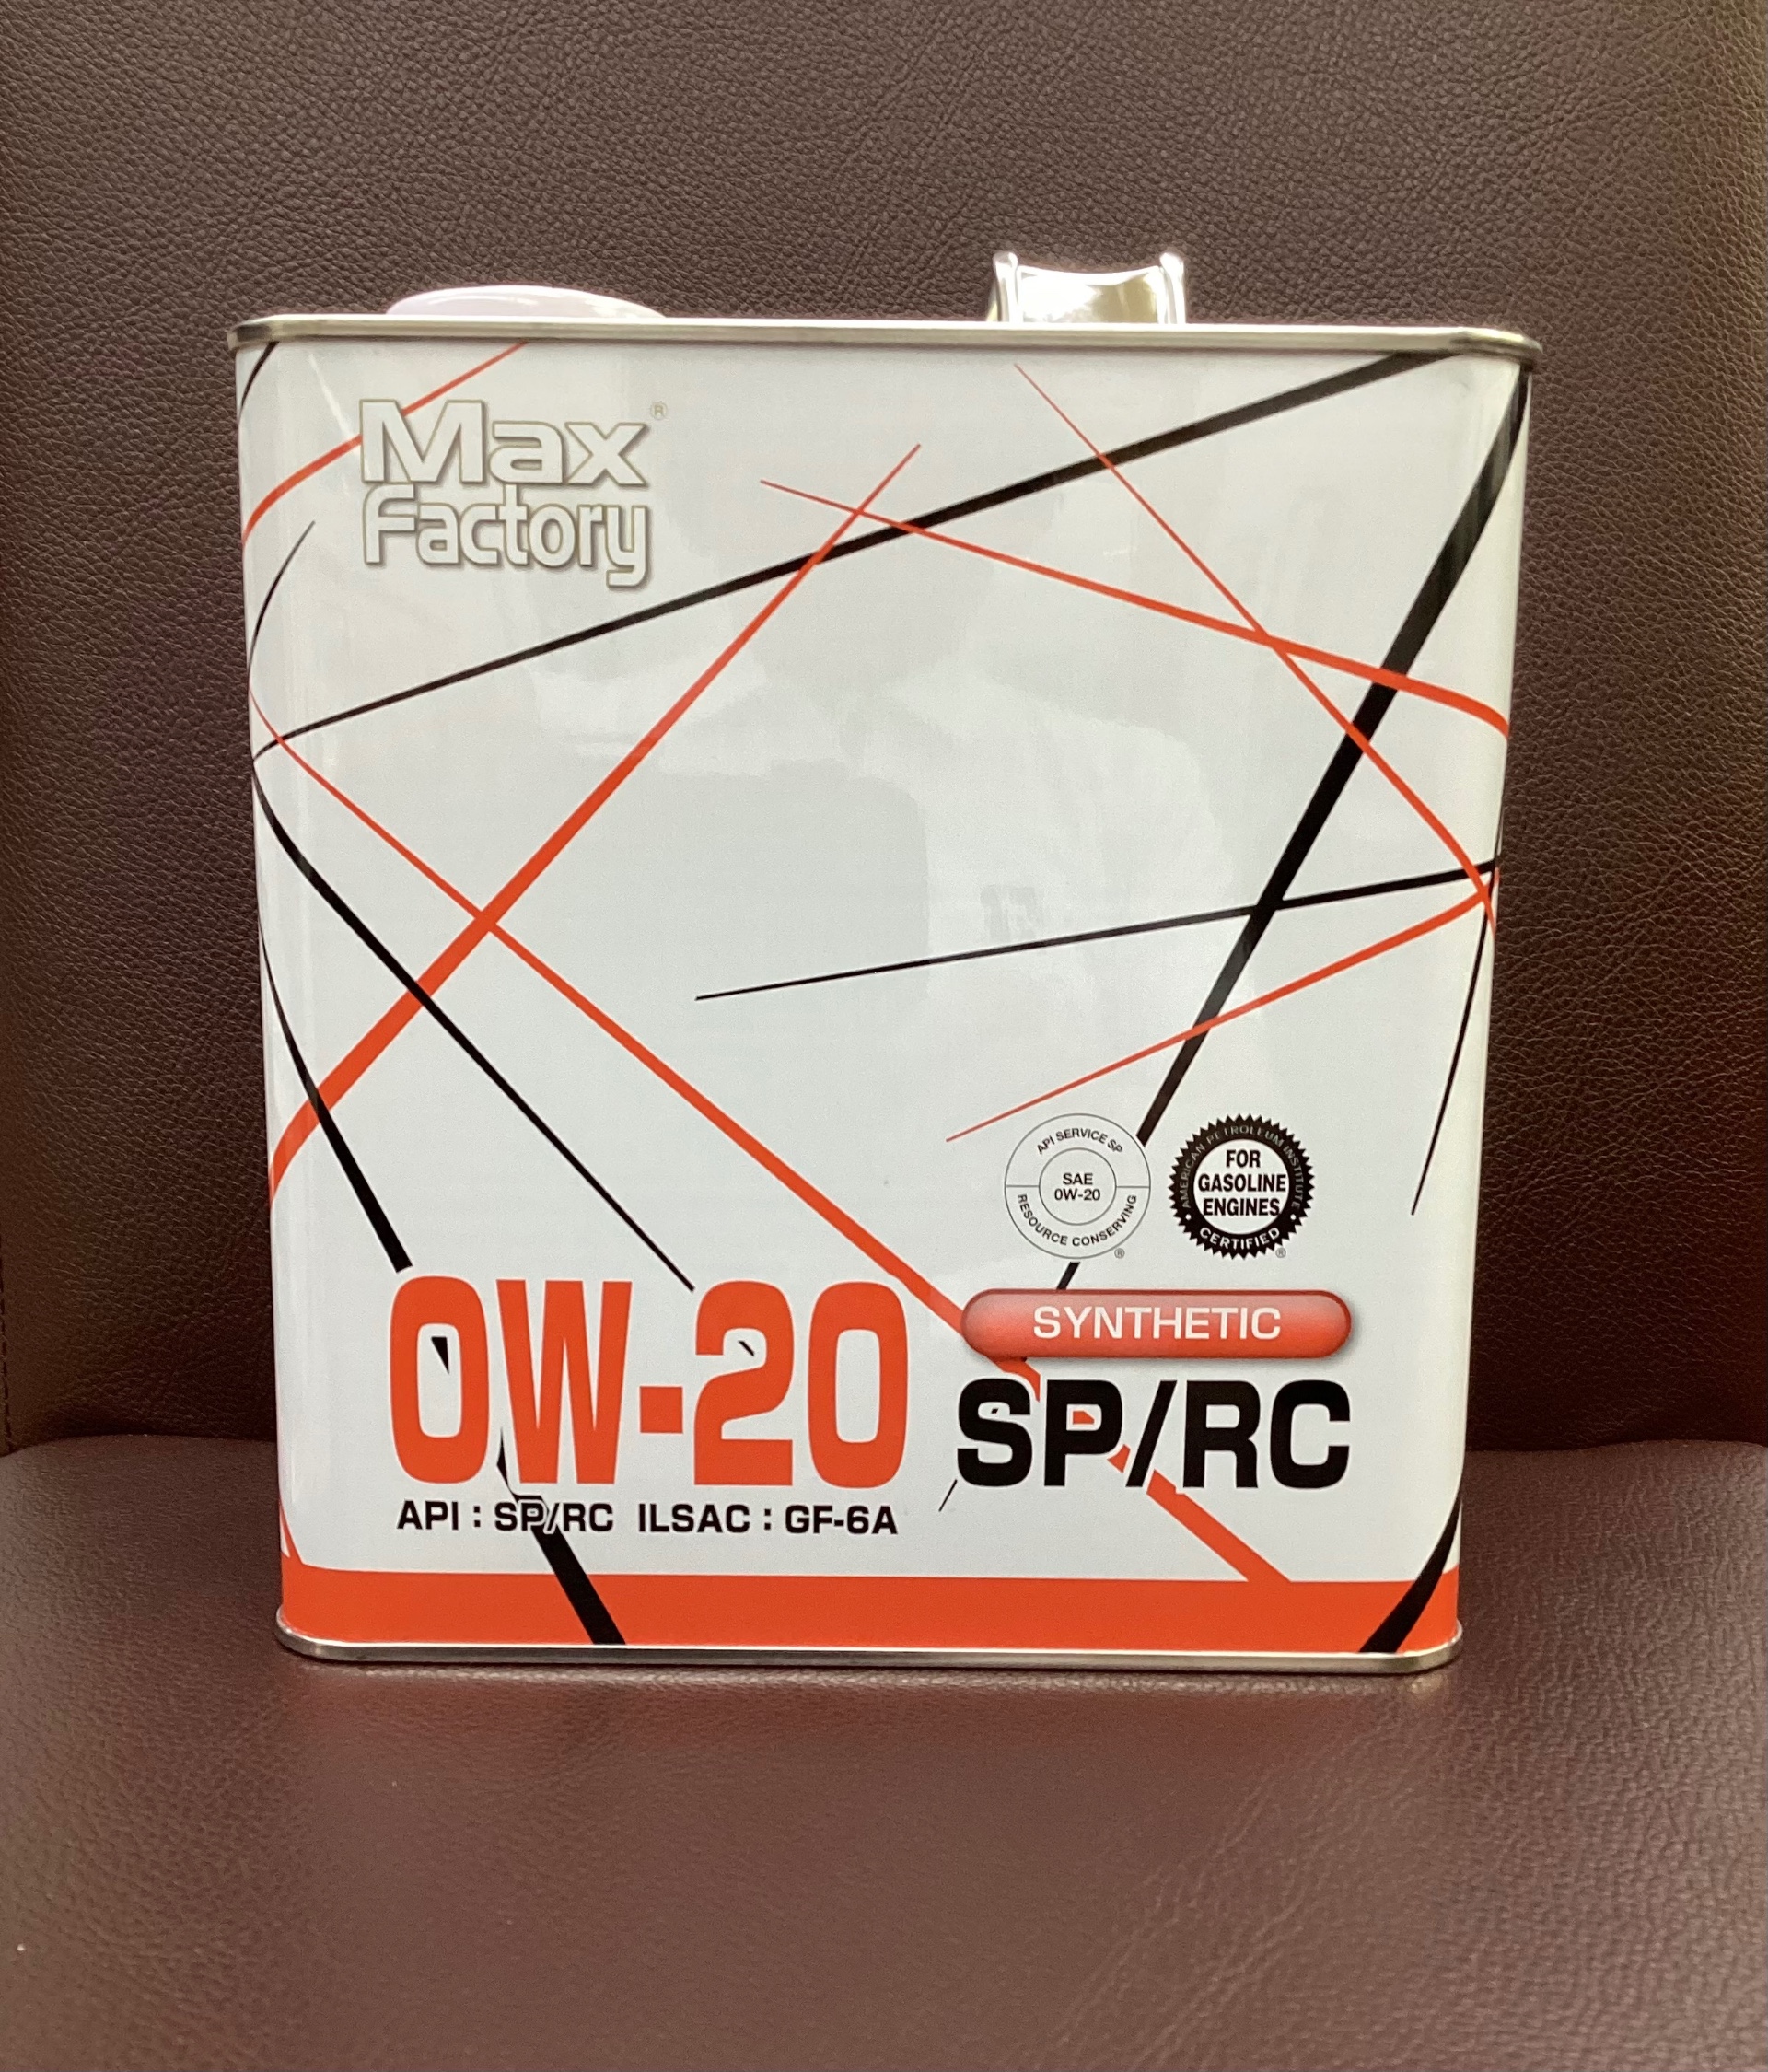 Max ®
Factory
API SERVICE SP
SAE
0W-20
RESOURCE CONSERVING
®
AMERICAN PETROLEUM INSTITUTE
FOR
GASOLINE
ENGINES
CERTIFIED
®
0W-20
SYNTHETIC
SP/RC
API : SP/RC ILSAC : GF-6A